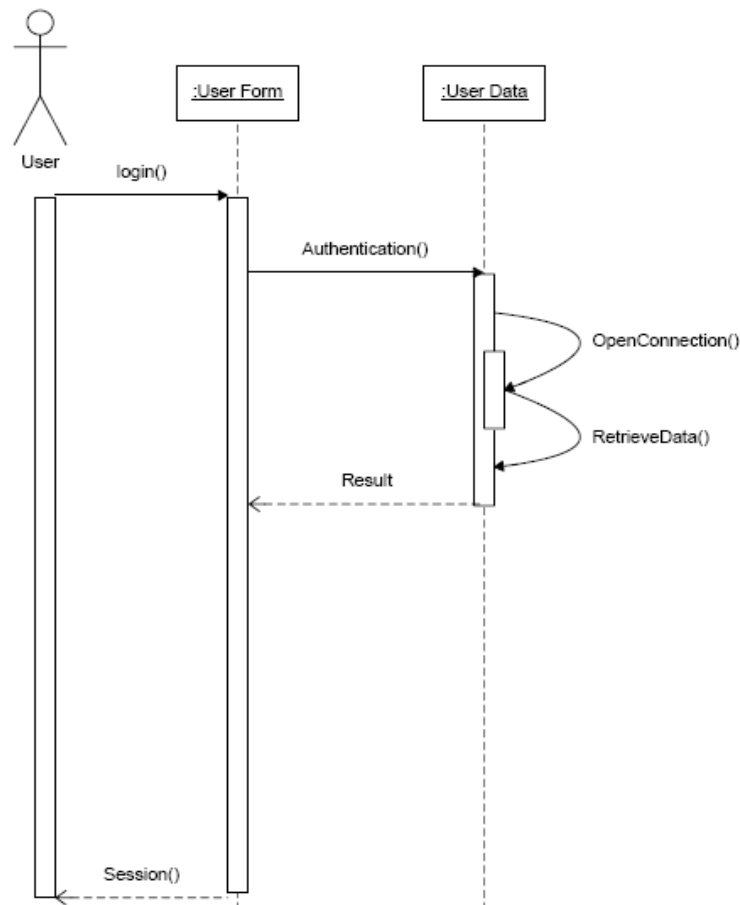 :User Form
:User Data
User
login()
Authentication()
OpenConnection()
RetrieveData()
Result
Session()